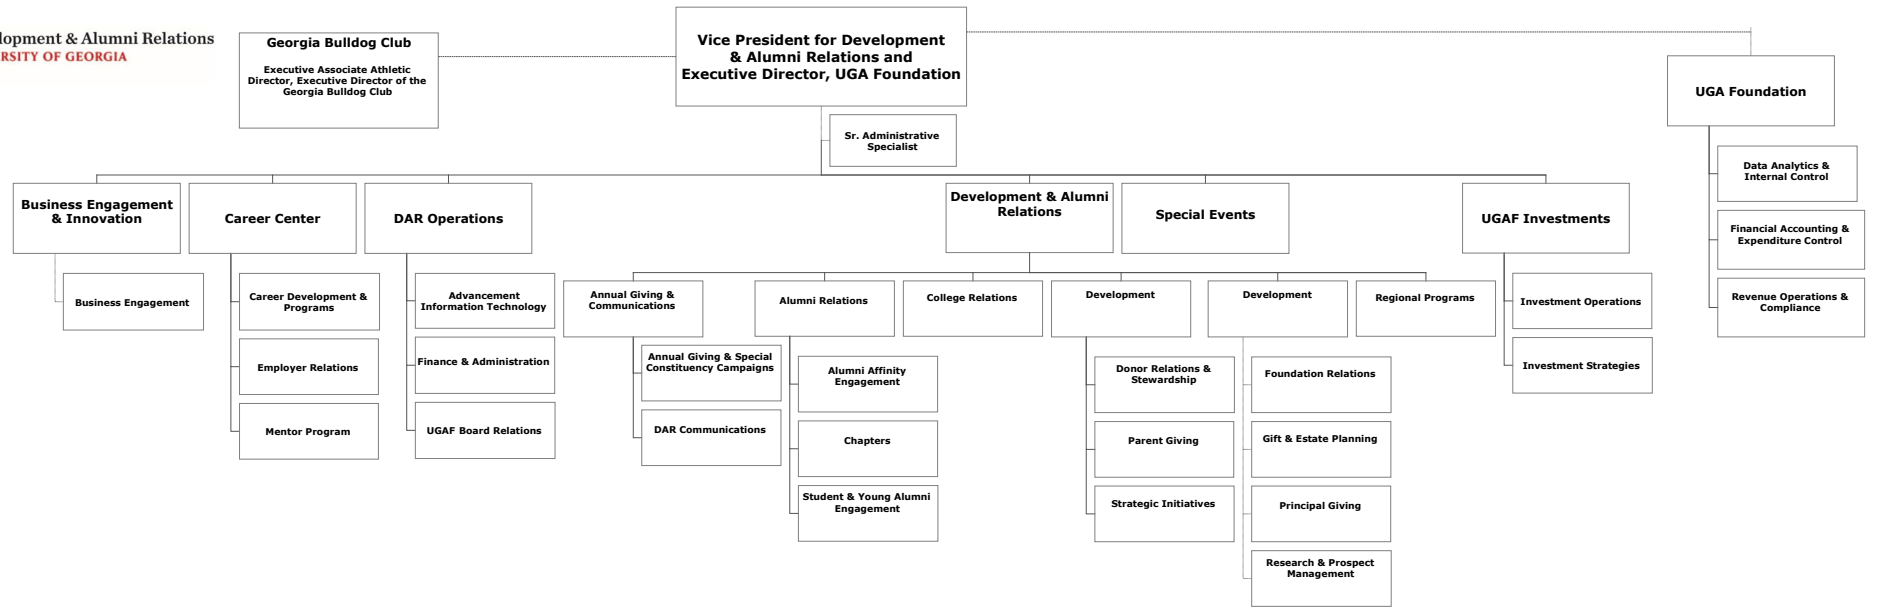 lopment & Alumni Relations
RSITY OF GEORGIA
Georgia Bulldog Club
Executive Associate Athletic
Director, Executive Director of the
Georgia Bulldog Club
Vice President for Development
& Alumni Relations and
Executive Director, UGA Foundation
UGA Foundation
Sr. Administrative
Specialist
Data Analytics &
Internal Control
Financial Accounting &
Expenditure Control
Revenue Operations &
Compliance
Business Engagement
& Innovation
Career Center
DAR Operations
Development & Alumni
Relations
Special Events
UGAF Investments
Business Engagement
Career Development &
Programs
Employer Relations
Mentor Program
Advancement
Information Technology
Finance & Administration
UGAF Board Relations
Annual Giving &
Communications
Alumni Relations
College Relations
Development
Development
Regional Programs
Annual Giving & Special
Constituency Campaigns
DAR Communications
Alumni Affinity
Engagement
Chapters
Student & Young Alumni
Engagement
Donor Relations &
Stewardship
Parent Giving
Strategic Initiatives
Foundation Relations
Gift & Estate Planning
Principal Giving
Research & Prospect
Management
Investment Operations
Investment Strategies